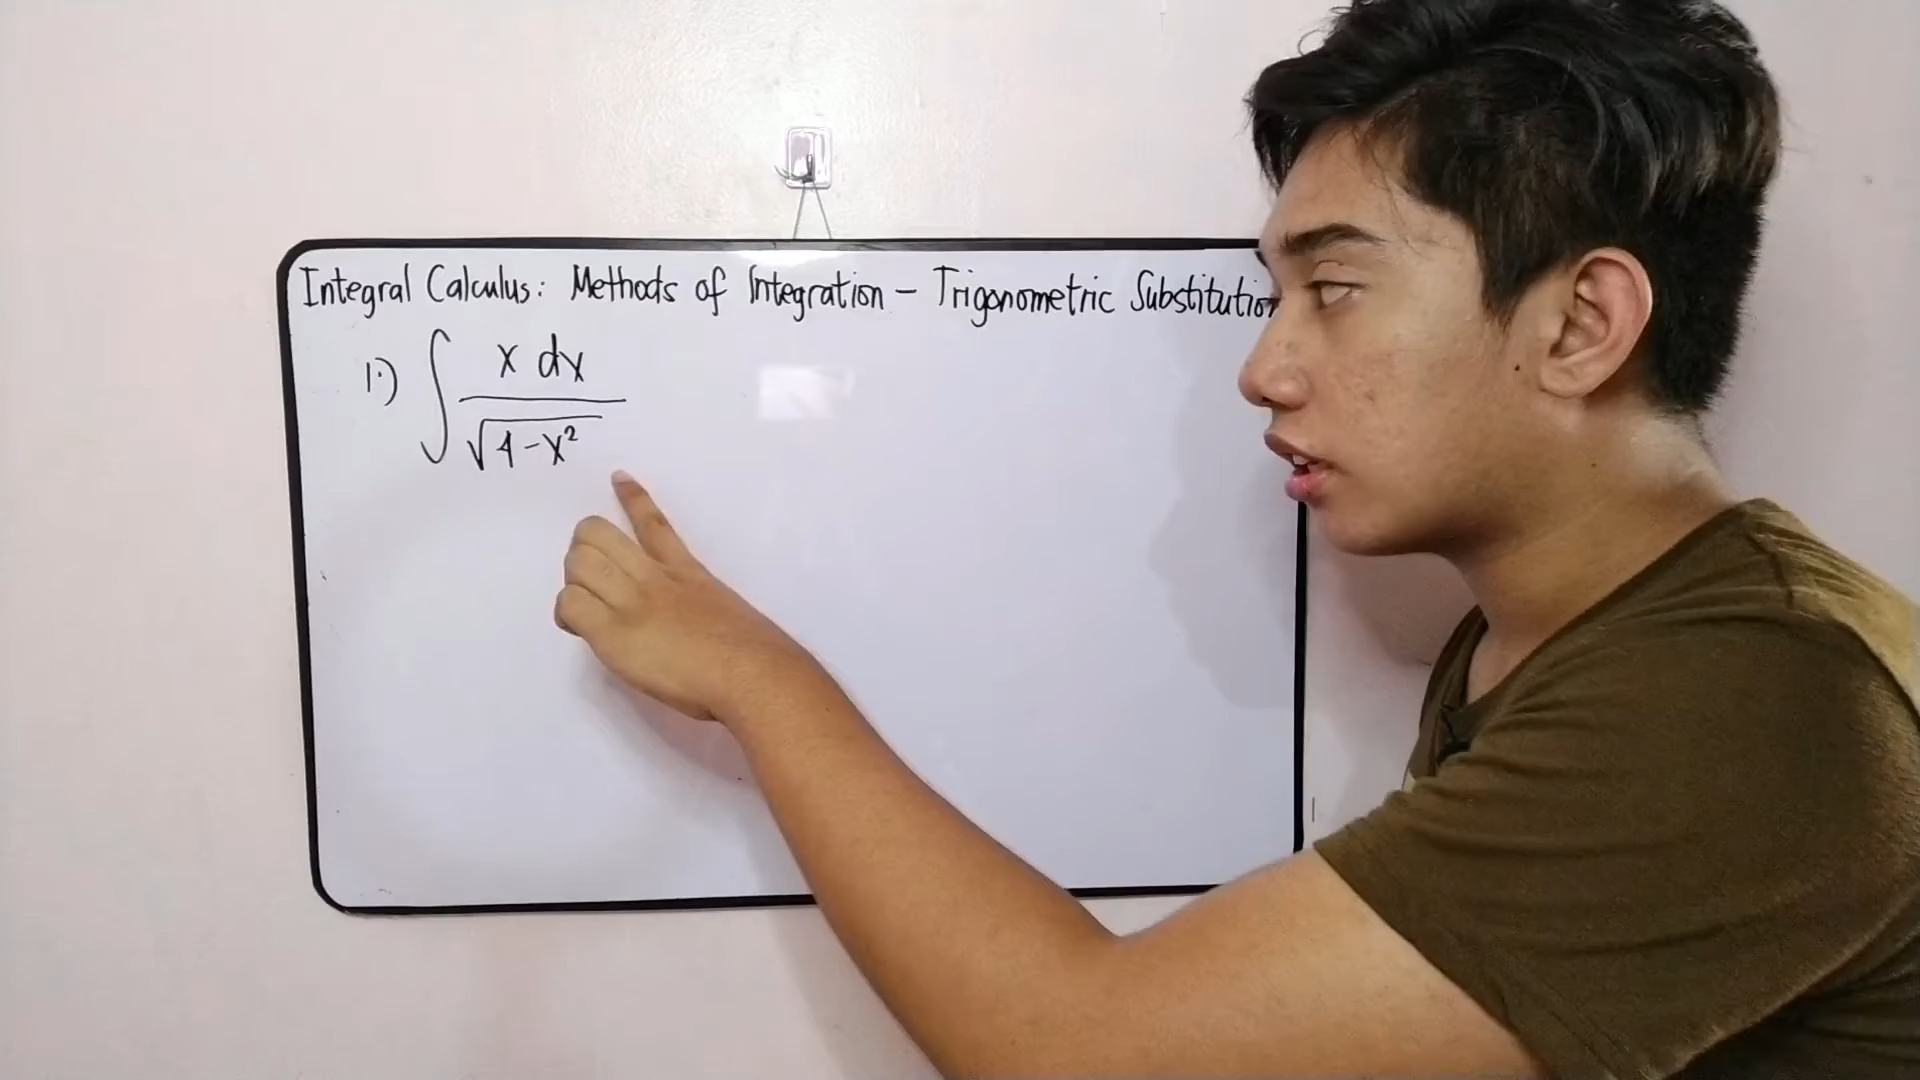 Integral Calculus: Methods of Integration - Trigonometric Substitution
1.) ∫ x dx / √4-x²